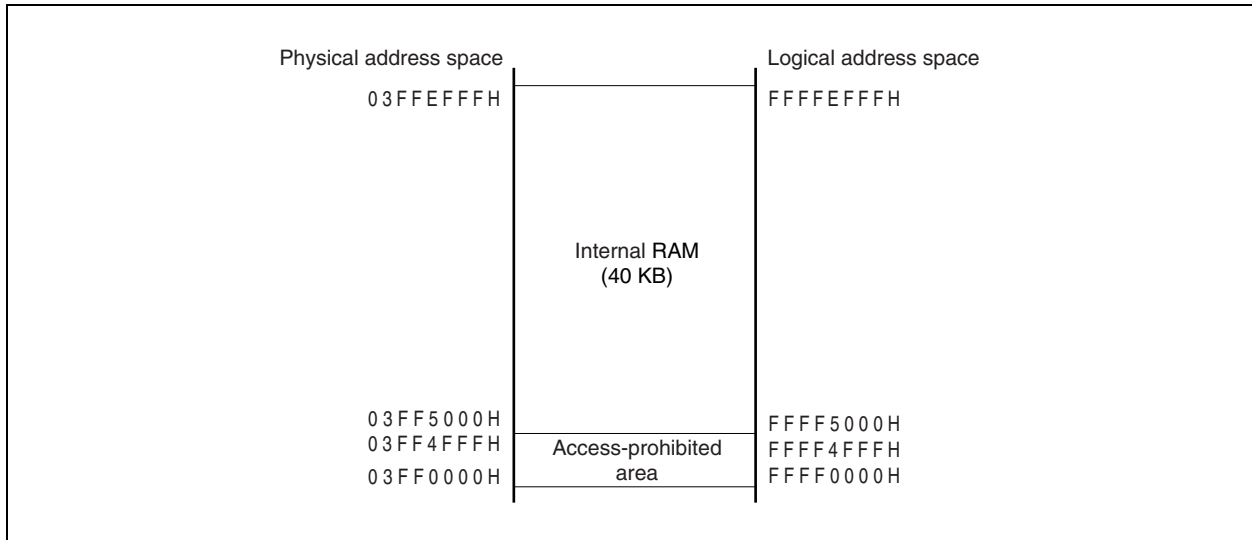 Physical address space
Logical address space
03FFEFFFH
FFFFEFFFH
Internal RAM
(40 KB)
03FF5000H
FFFF5000H
03FF4FFFH
Access-prohibited
FFFF4FFFH
area
03FF0000H
FFFF0000H